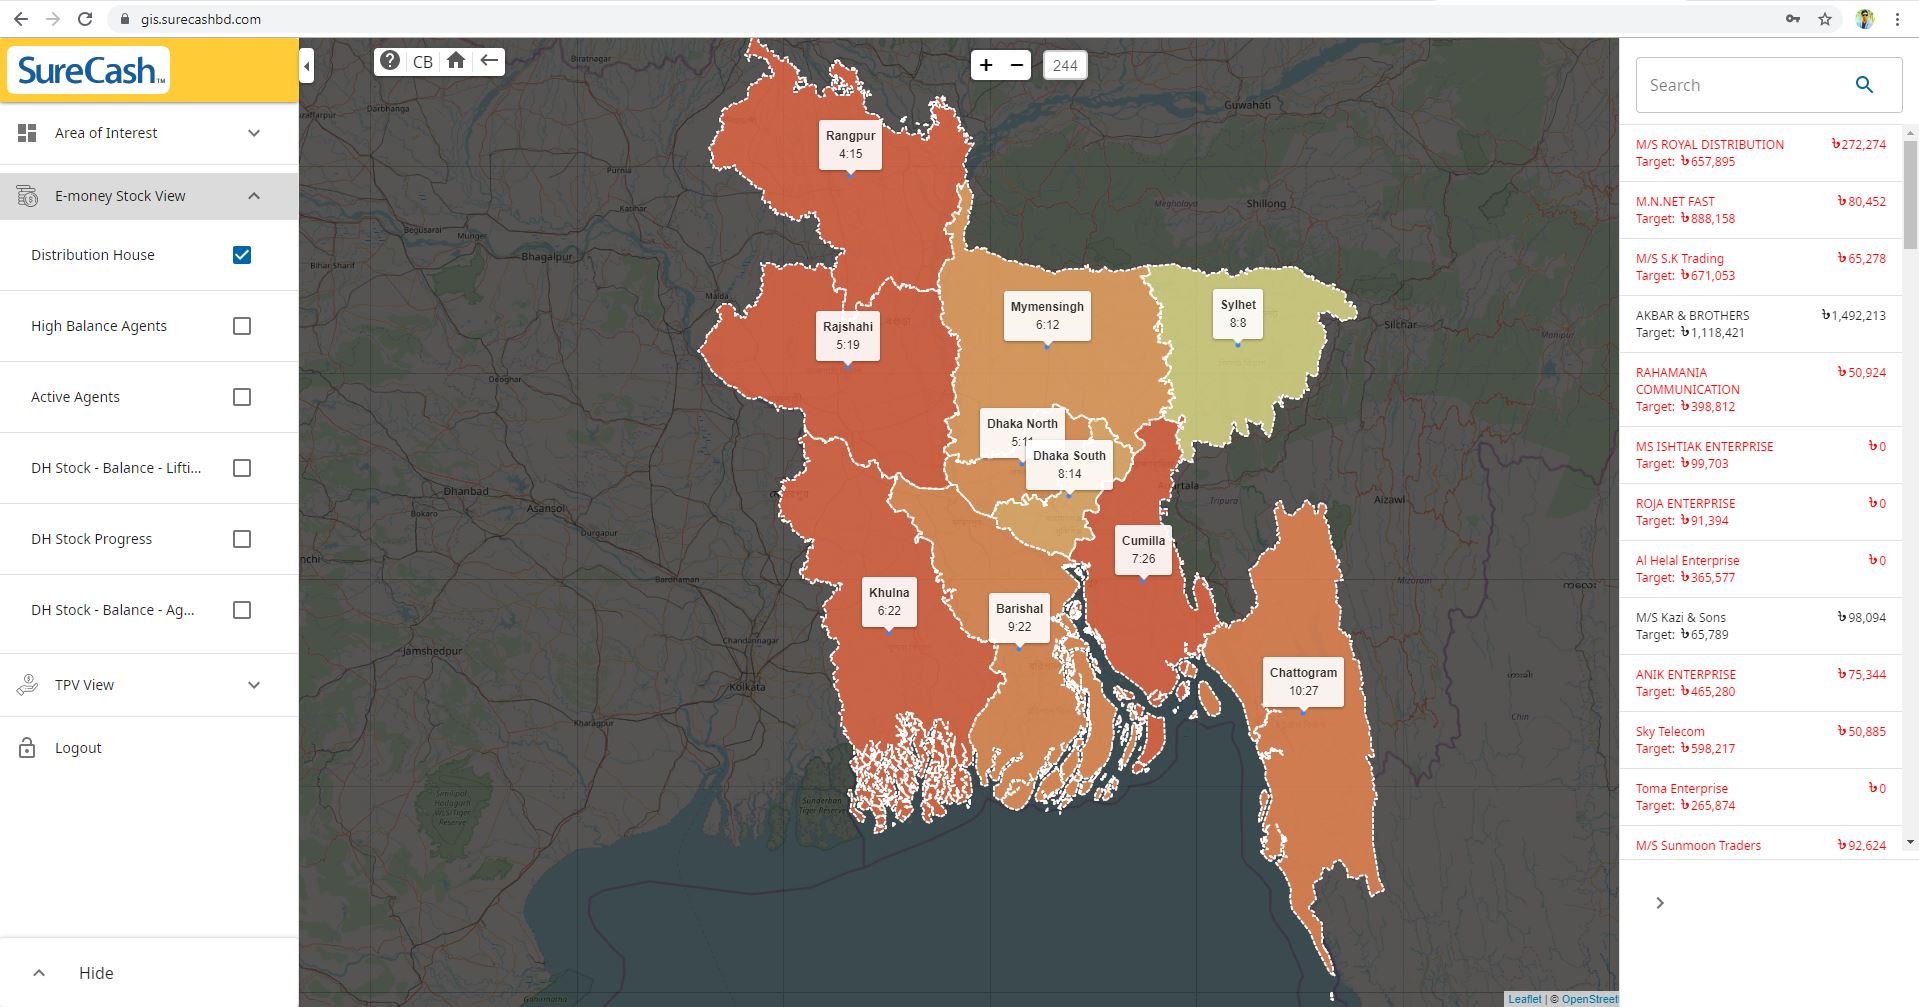 gis.surecashbd.com
SureCash™
Area of Interest
E-money Stock View
Distribution House
High Balance Agents
Active Agents
DH Stock - Balance - Lifti...
DH Stock Progress
DH Stock - Balance - Ag...
TPV View
Logout
Hide
CB
244
Biratnagar
Darbhanga
Guwahati
Rangpur
4:15
Purnia
Katihar
Meghalaya
Shillong
Begusarai
Munger
Bhagalpur
Bihar Sharif
Malda
Mymensingh
6:12
Sylhet
8:8
Silchar
Manipur
Rajshahi
5:19
Deoghar
Dhaka North
5:11
Dhaka South
8:14
Dhanbad
Bokaro
Asansol
Agartala
Tripura
Aizawl
Durgapur
Cumilla
7:26
Bardhaman
Mizoram
Khulna
6:22
Barishal
9:22
Chandannagar
Jamshedpur
Kolkata
Chattogram
10:27
Kharagpur
Chin
Similipal
Hadagarh
WLS/Tiger
Reserve
Sunderban
Tiger Reserve
Leaflet | © OpenStreet
Search
M/S ROYAL DISTRIBUTION ৳272,274
Target: ৳657,895
M.N.NET FAST ৳80,452
Target: ৳888,158
M/S S.K Trading ৳65,278
Target: ৳671,053
AKBAR & BROTHERS ৳1,492,213
Target: ৳1,118,421
RAHAMANIA ৳50,924
COMMUNICATION
Target: ৳398,812
MS ISHTIAK ENTERPRISE ৳0
Target: ৳99,703
ROJA ENTERPRISE ৳0
Target: ৳91,394
Al Helal Enterprise ৳0
Target: ৳365,577
M/S Kazi & Sons ৳98,094
Target: ৳65,789
ANIK ENTERPRISE ৳75,344
Target: ৳465,280
Sky Telecom ৳50,885
Target: ৳598,217
Toma Enterprise ৳0
Target: ৳265,874
M/S Sunmoon Traders ৳92,624